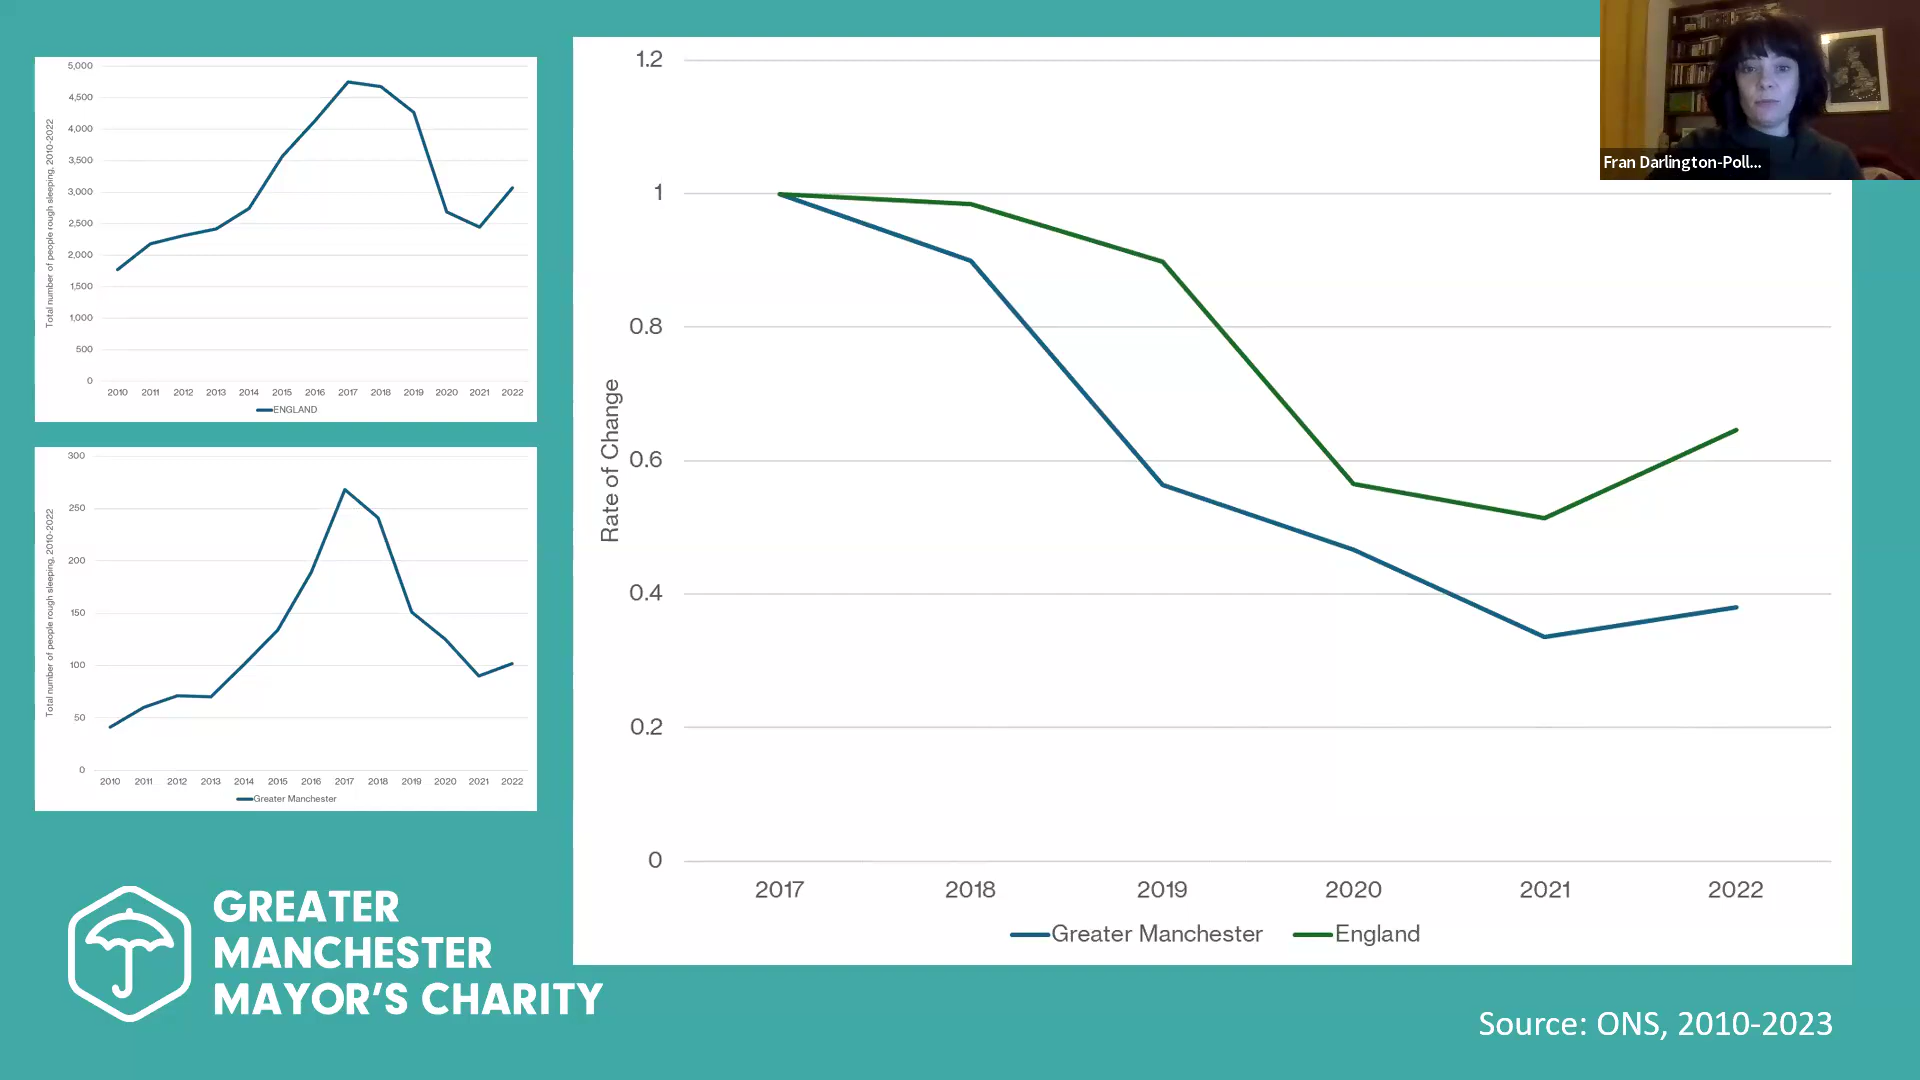 5,000
4,500
4,000
3,500
3,000
2,500
2,000
1,500
1,000
500
0
Total number of people rough sleeping, 2010-2022
2010 2011 2012 2013 2014 2015 2016 2017 2018 2019 2020 2021 2022
ENGLAND
300
250
200
150
100
50
0
Total number of people rough sleeping, 2010-2022
2010 2011 2012 2013 2014 2015 2016 2017 2018 2019 2020 2021 2022
Greater Manchester
1.2
1
0.8
0.6
0.4
0.2
0
Rate of Change
2017 2018 2019 2020 2021 2022
Greater Manchester England
Fran Darlington-Poll...
GREATER
MANCHESTER
MAYOR'S CHARITY
Source: ONS, 2010-2023